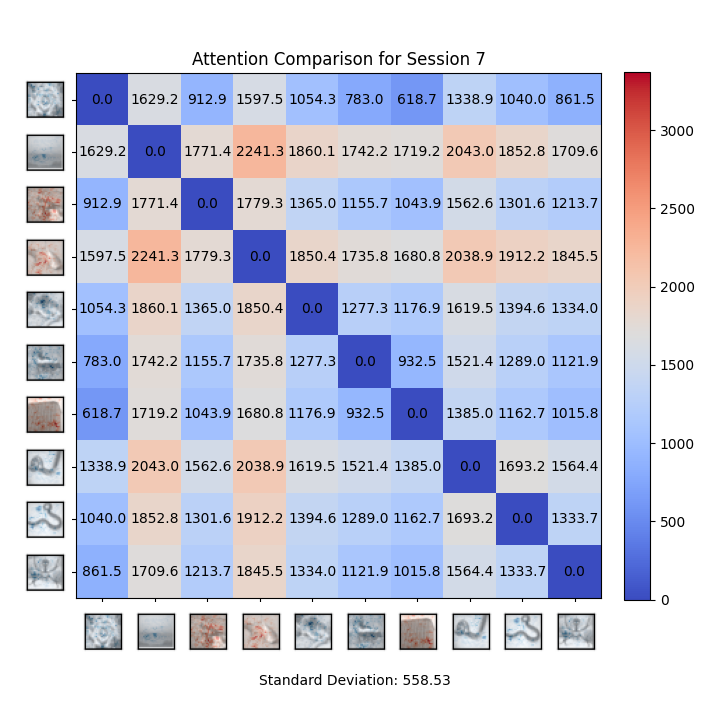 Attention Comparison for Session 7
0.0 1629.2 912.9 1597.5 1054.3 783.0 618.7 1338.9 1040.0 861.5
1629.2 0.0 1771.4 2241.3 1860.1 1742.2 1719.2 2043.0 1852.8 1709.6
912.9 1771.4 0.0 1779.3 1365.0 1155.7 1043.9 1562.6 1301.6 1213.7
1597.5 2241.3 1779.3 0.0 1850.4 1735.8 1680.8 2038.9 1912.2 1845.5
1054.3 1860.1 1365.0 1850.4 0.0 1277.3 1176.9 1619.5 1394.6 1334.0
783.0 1742.2 1155.7 1735.8 1277.3 0.0 932.5 1521.4 1289.0 1121.9
618.7 1719.2 1043.9 1680.8 1176.9 932.5 0.0 1385.0 1162.7 1015.8
1338.9 2043.0 1562.6 2038.9 1619.5 1521.4 1385.0 0.0 1693.2 1564.4
1040.0 1852.8 1301.6 1912.2 1394.6 1289.0 1162.7 1693.2 0.0 1333.7
861.5 1709.6 1213.7 1845.5 1334.0 1121.9 1015.8 1564.4 1333.7 0.0
3000
2500
2000
1500
1000
500
0
Standard Deviation: 558.53